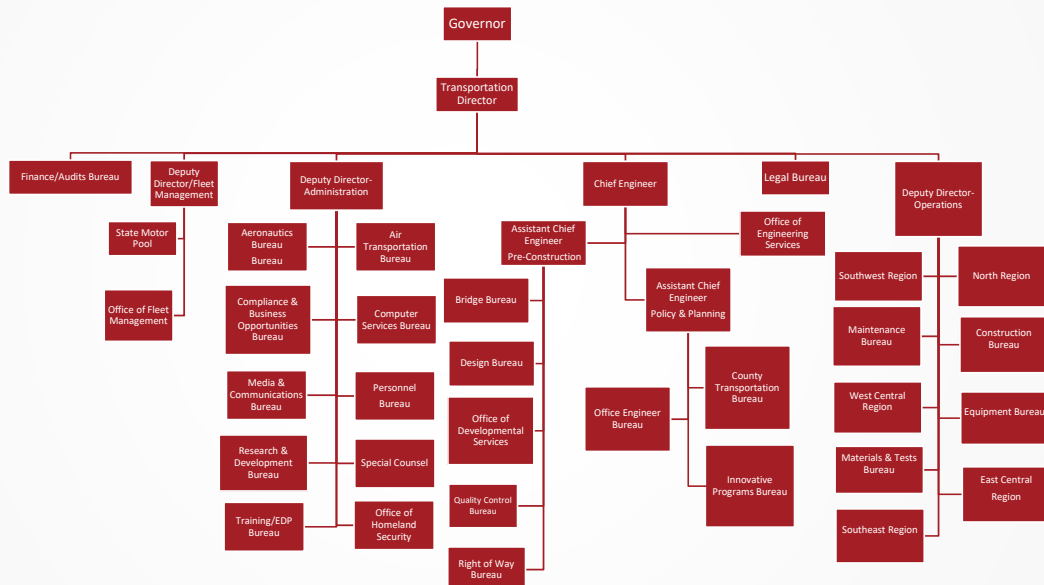 Governor
Transportation
Director
Finance/Audits Bureau
Deputy
Director/Fleet
Management
Deputy Director-
Administration
Chief Engineer
Legal Bureau
Deputy Director-
Operations
State Motor
Pool
Office of Fleet
Management
Aeronautics
Bureau
Bureau
Air
Transportation
Bureau
Compliance &
Business
Opportunities
Bureau
Computer
Services Bureau
Media &
Communications
Bureau
Personnel
Bureau
Research &
Development
Bureau
Special Counsel
Training/EDP
Bureau
Office of
Homeland
Security
Assistant Chief
Engineer
Pre-Construction
Office of
Engineering
Services
Bridge Bureau
Design Bureau
Office of
Developmental
Services
Quality Control
Bureau
Right of Way
Bureau
Assistant Chief
Engineer
Policy & Planning
County
Transportation
Bureau
Office Engineer
Bureau
Innovative
Programs Bureau
Southwest Region
North Region
Maintenance
Bureau
Construction
Bureau
West Central
Region
Equipment Bureau
Materials & Tests
Bureau
East Central
Region
Southeast Region